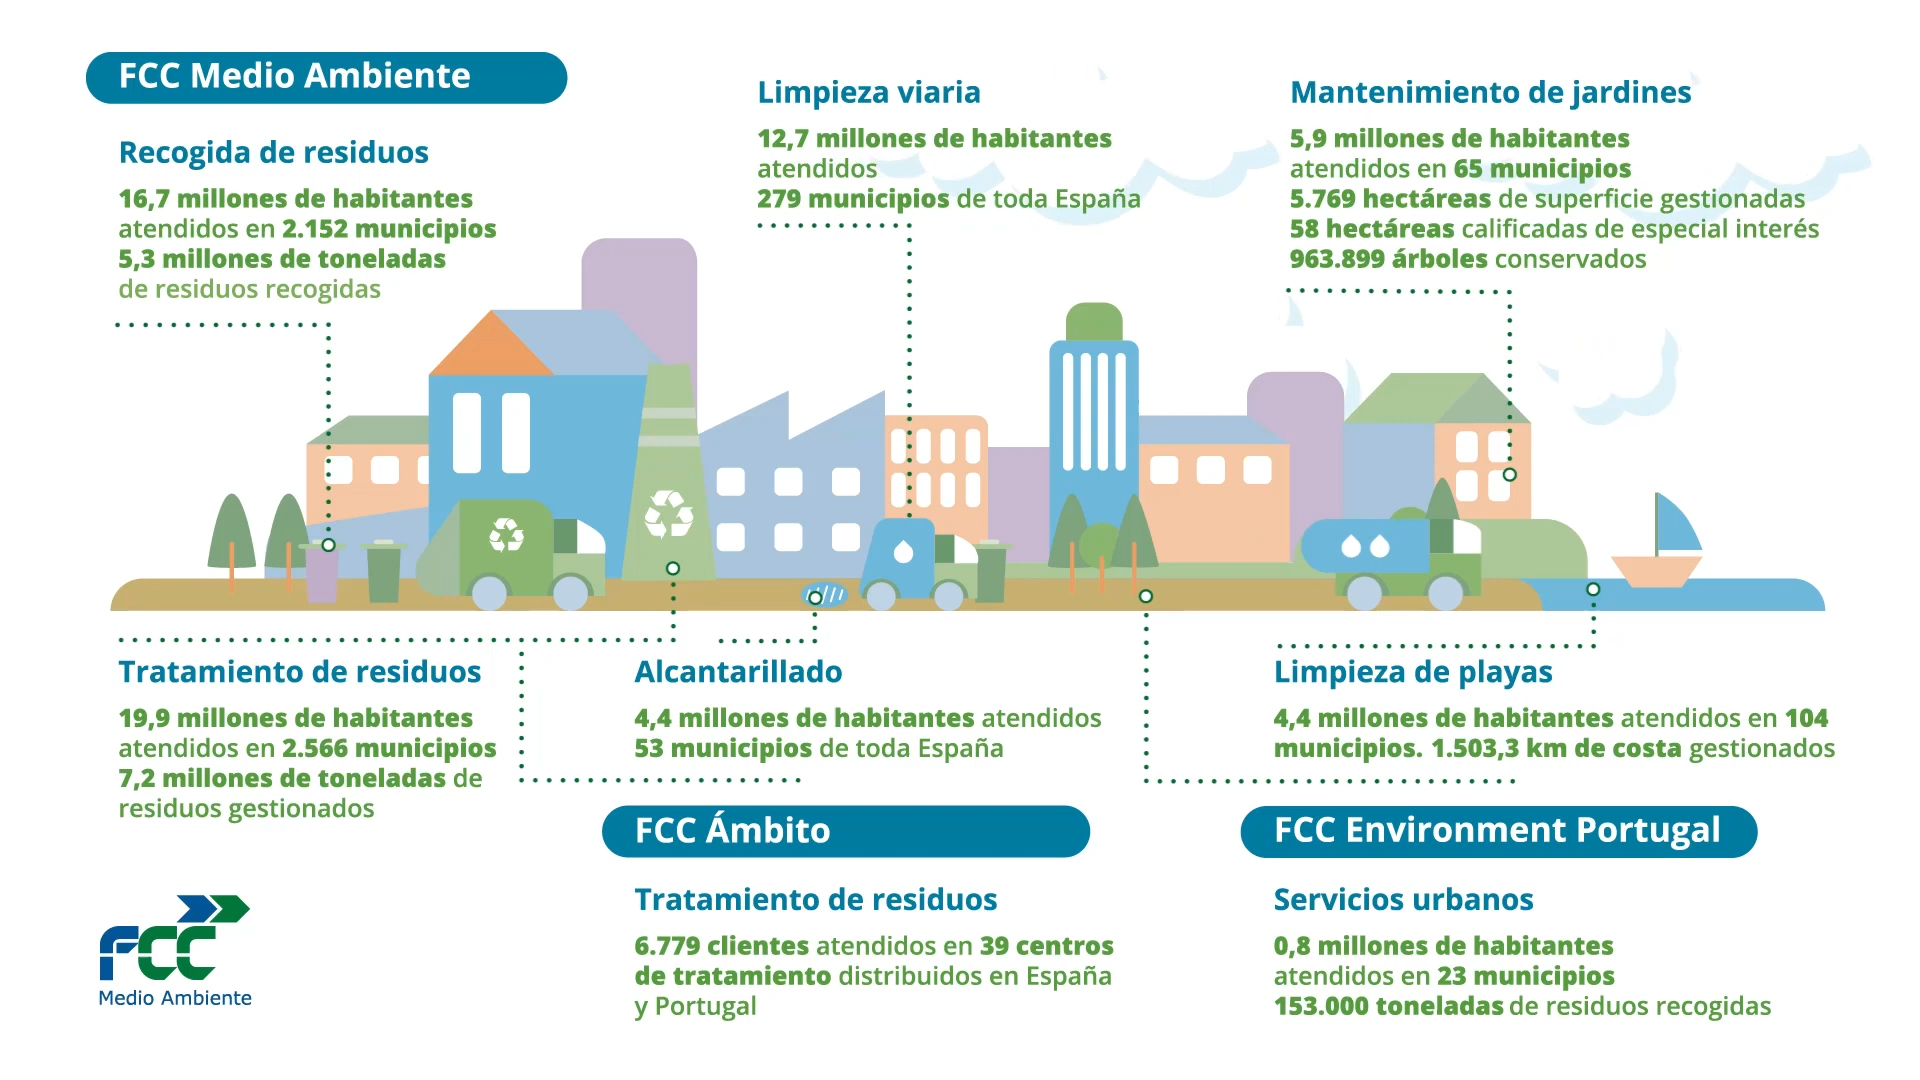 FCC Medio Ambiente
Recogida de residuos
16,7 millones de habitantes
atendidos en 2.152 municipios
5,3 millones de toneladas
de residuos recogidas
Limpieza viaria
12,7 millones de habitantes
atendidos
279 municipios de toda España
Mantenimiento de jardines
5,9 millones de habitantes
atendidos en 65 municipios
5.769 hectáreas de superficie gestionadas
58 hectáreas calificadas de especial interés
963.899 árboles conservados
Tratamiento de residuos
19,9 millones de habitantes
atendidos en 2.566 municipios
7,2 millones de toneladas de
residuos gestionados
Alcantarillado
4,4 millones de habitantes atendidos
53 municipios de toda España
Limpieza de playas
4,4 millones de habitantes atendidos en 104
municipios. 1.503,3 km de costa gestionados
FCC Ámbito
Tratamiento de residuos
6.779 clientes atendidos en 39 centros
de tratamiento distribuidos en España
y Portugal
FCC Environment Portugal
Servicios urbanos
0,8 millones de habitantes
atendidos en 23 municipios
153.000 toneladas de residuos recogidas
FCC
Medio Ambiente